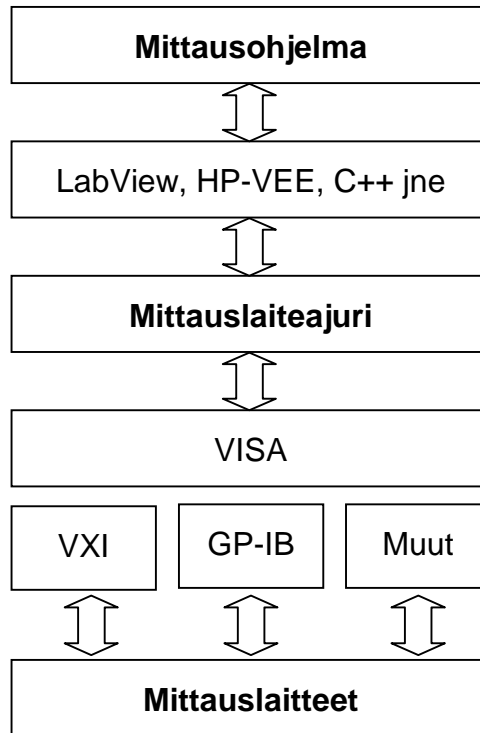 Mittausohjelma
LabView, HP-VEE, C++ jne
Mittauslaiteajuri
VISA
VXI
GP-IB
Muut
Mittauslaitteet